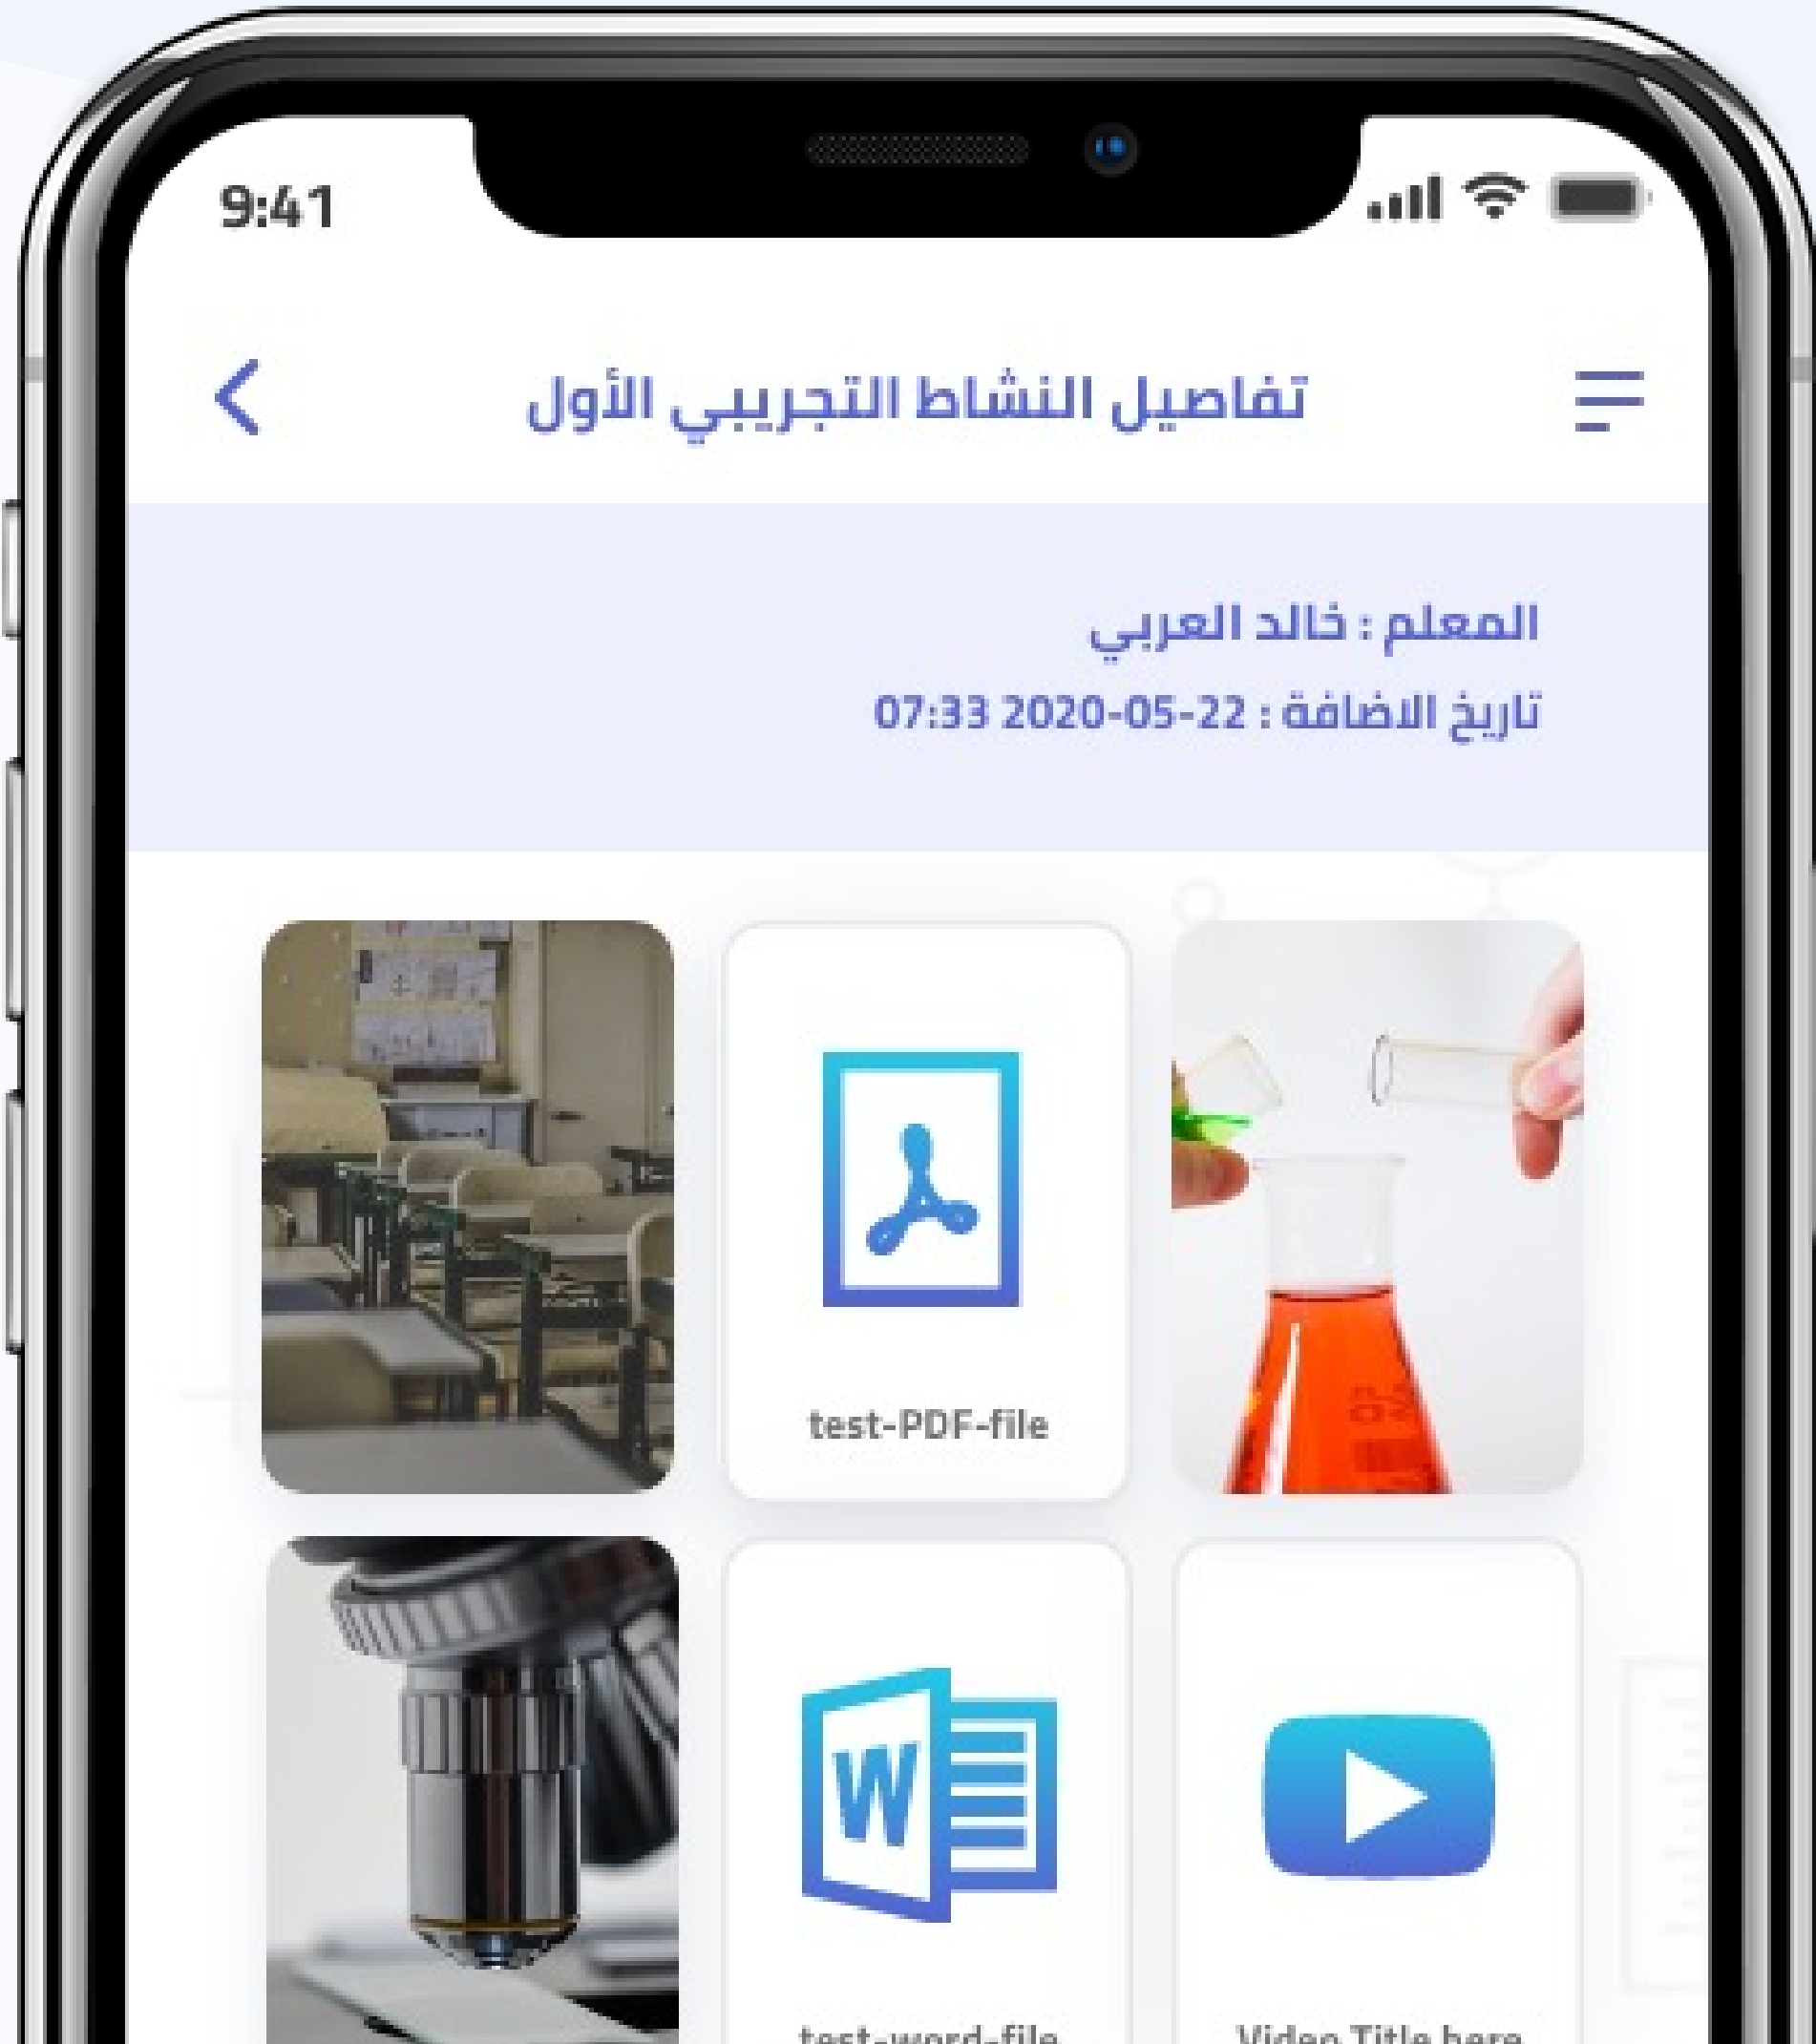 9:41
تفاصيل النشاط التجريبي الأول
المعلم : خالد العربي
تاريخ الاضافة : 22-05-2020 07:33
test-PDF-file
W
test-word-file
Video Title here